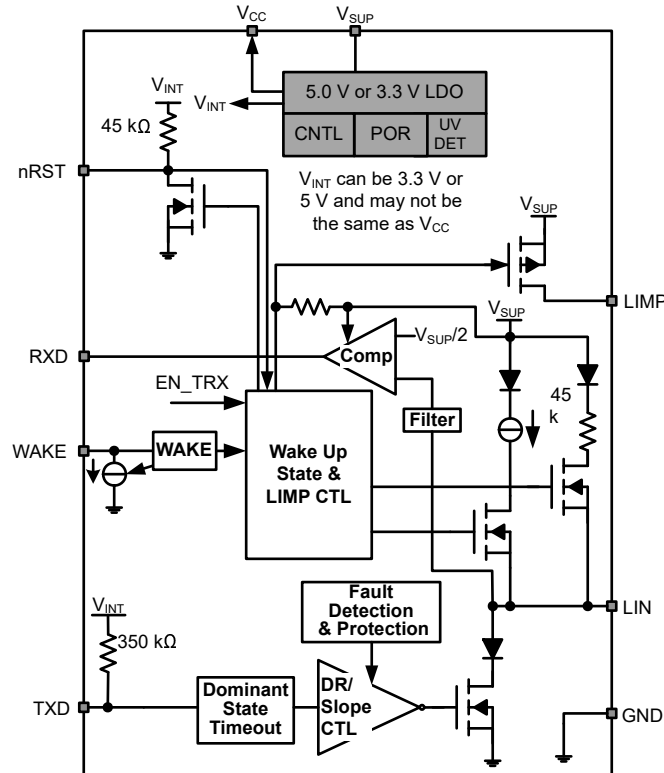 VCC
VSUP
VINT
5.0 V or 3.3 V LDO
VINT
45 kΩ
CNTL
POR
UV
DET
nRST
VINT can be 3.3 V or
5 V and may not be
the same as VCC
VSUP
LIMP
VSUP
RXD
Comp
VSUP/2
EN_TRX
45
k
Filter
WAKE
WAKE
Wake Up
State &
LIMP CTL
VINT
Fault
Detection
& Protection
LIN
350 kΩ
TXD
Dominant
State
Timeout
DR/
Slope
CTL
GND